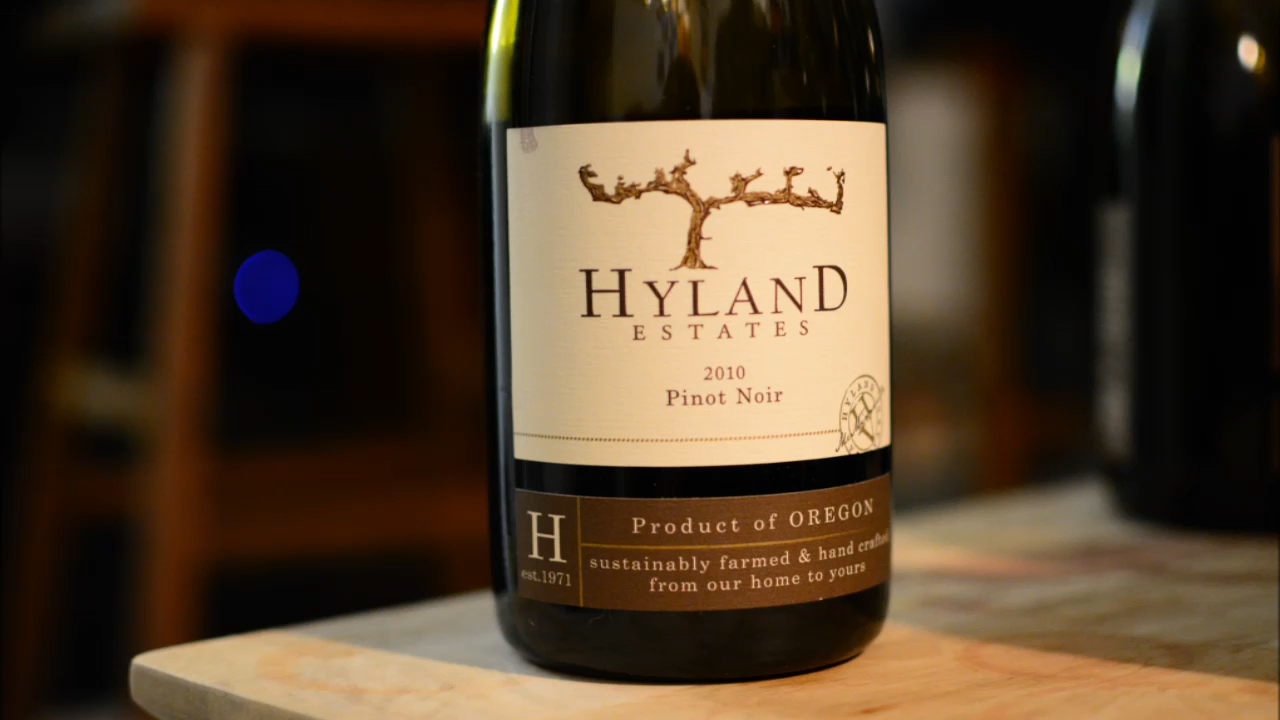 HYLAND
ESTATES
2010
Pinot Noir
HYLAND
H
est.1971
Product of OREGON
sustainably farmed & hand crafted
from our home to yours